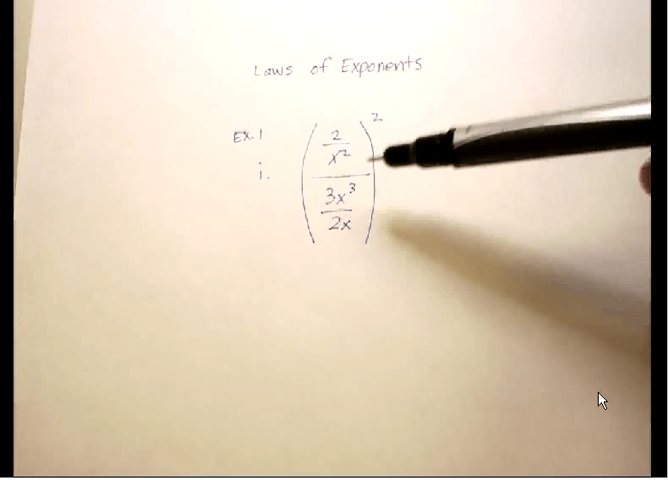 Laws of Exponents
Ex.1
i.
2
2
x²
3x³
2x